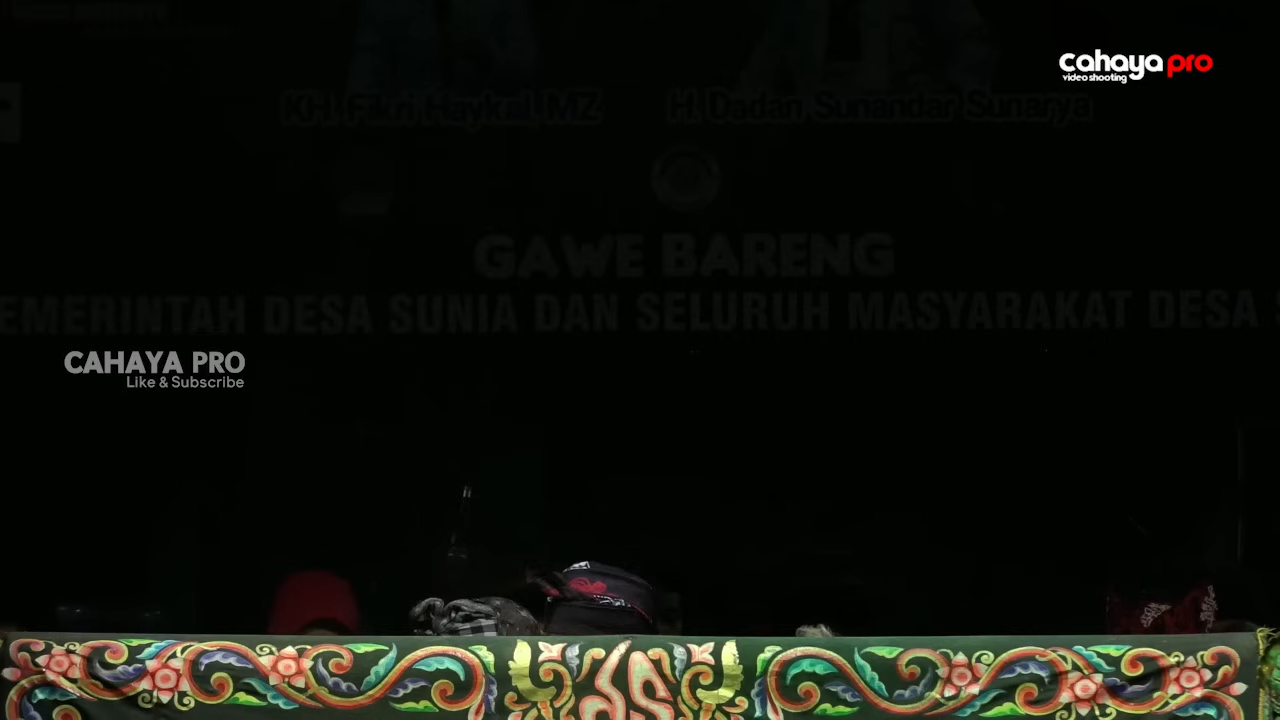 cahaya pro
video shooting
KH. Fikri Haykal MZ
H. Dadan Sunandar Sunarya
GAWE BARENG
EMERINTAH DESA SUNIA DAN SELURUH MASYARAKAT DESA
CAHAYA PRO
Like & Subscribe